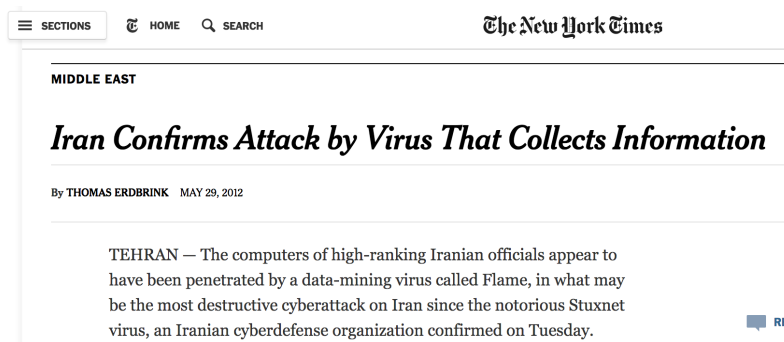 SECTIONS HOME SEARCH The New York Times
MIDDLE EAST
Iran Confirms Attack by Virus That Collects Information
By THOMAS ERDBRINK MAY 29, 2012
TEHRAN — The computers of high-ranking Iranian officials appear to
have been penetrated by a data-mining virus called Flame, in what may
be the most destructive cyberattack on Iran since the notorious Stuxnet
virus, an Iranian cyberdefense organization confirmed on Tuesday.